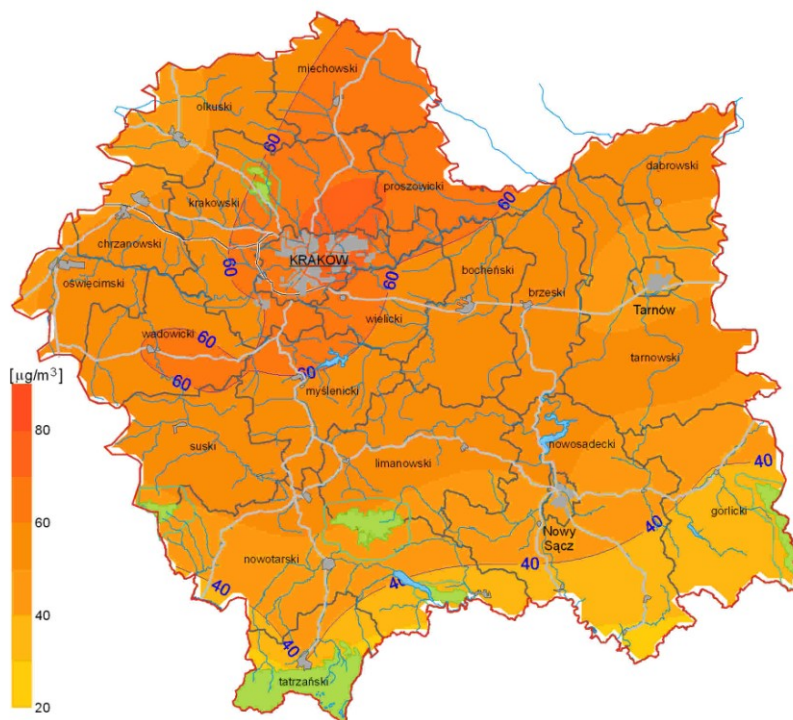 miechowski
olkuski
60
dąbrowski
krakowski
proszowicki
60
chrzanowski
60
KRAKÓW
60
bocheński
oświęcimski
brzeski
Tarnów
wadowicki
60
wielicki
60
60
myślenicki
tarnowski
[µg/m³]
80
suski
limanowski
nowosądecki
40
60
40
gorlicki
Nowy
Sącz
nowotarski
40
40
40
40
40
tatrzański
20